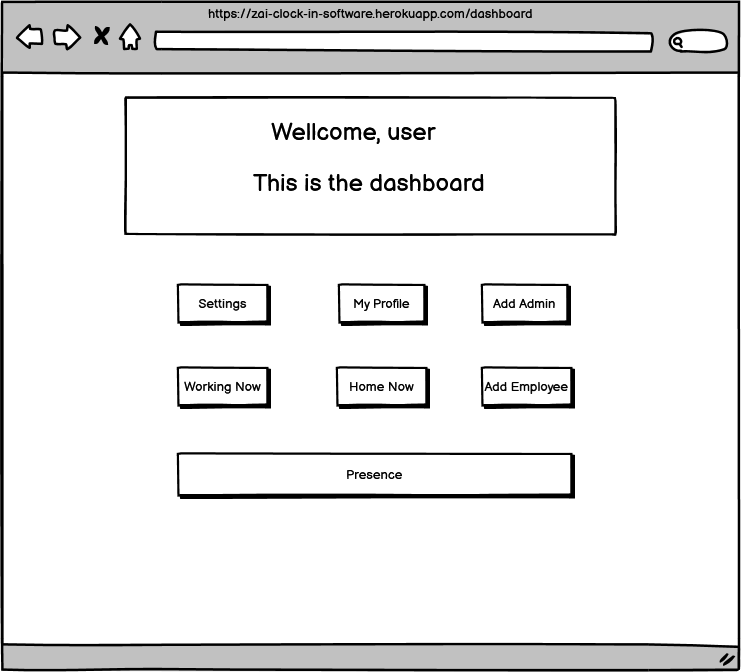 https://zai-clock-in-software.herokuapp.com/dashboard
Wellcome, user
This is the dashboard
Settings
My Profile
Add Admin
Working Now
Home Now
Add Employee
Presence